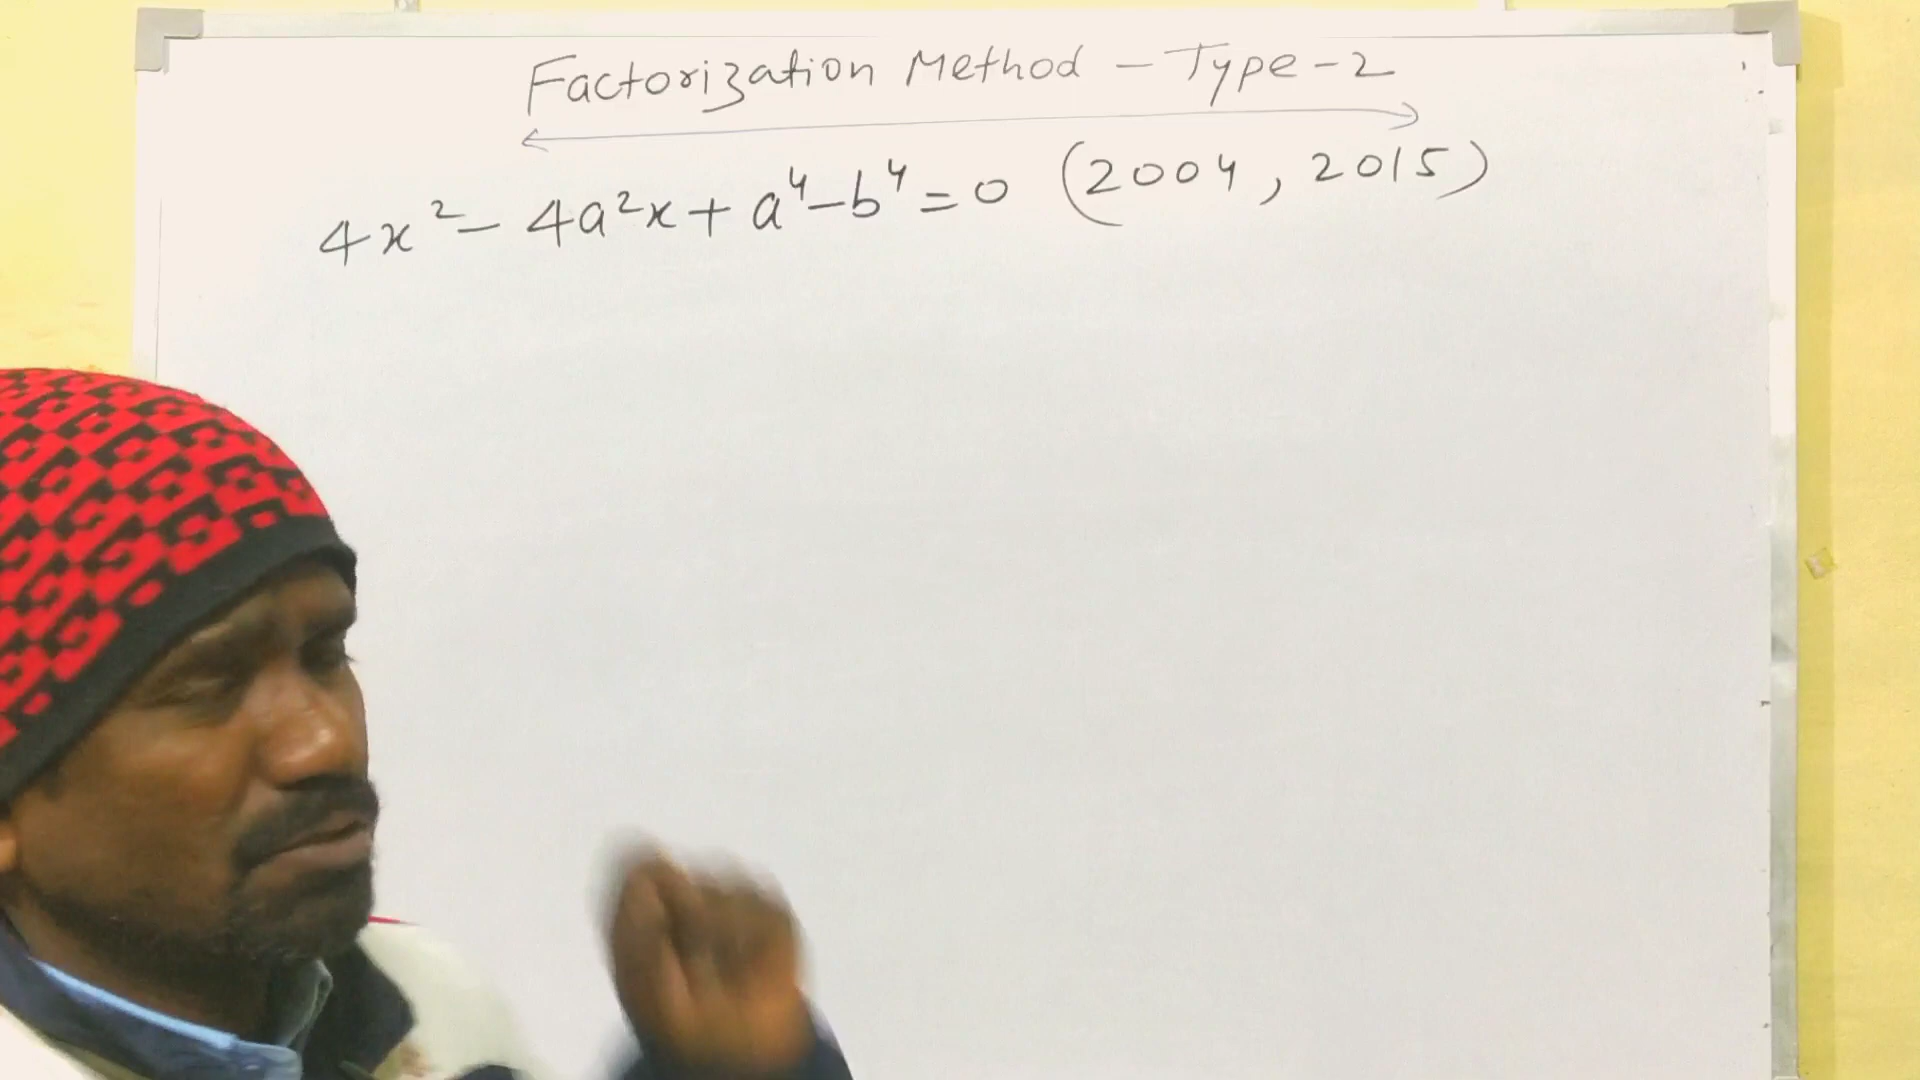 Factorization Method - Type-2
4x² - 4a²x + a⁴ - b⁴ = 0 (2004, 2015)